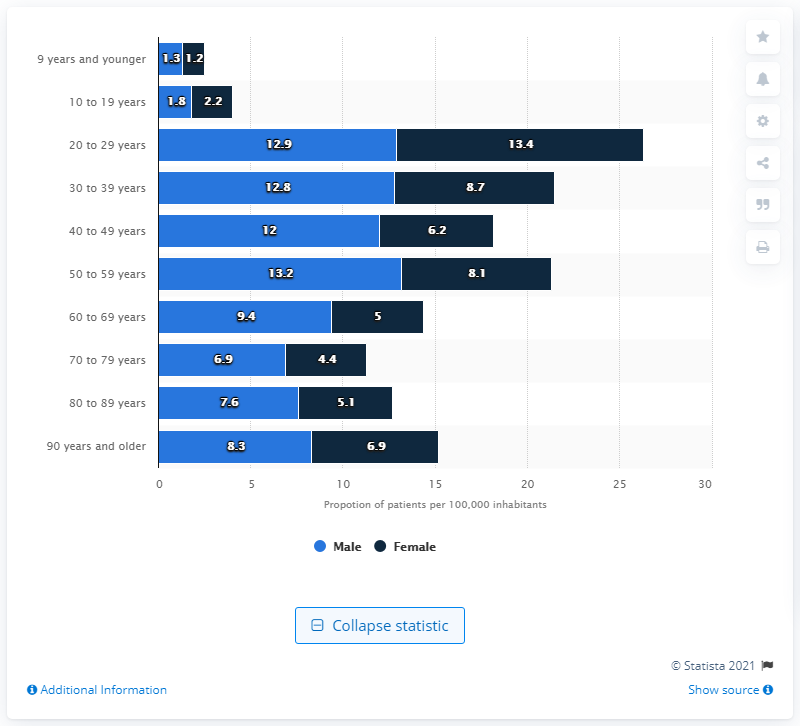 9 years and younger 1.3 1.2
10 to 19 years 1.8 2.2
20 to 29 years 12.9 13.4
30 to 39 years 12.8 8.7
40 to 49 years 12 6.2
50 to 59 years 13.2 8.1
60 to 69 years 9.4 5
70 to 79 years 6.9 4.4
80 to 89 years 7.6 5.1
90 years and older 8.3 6.9
0 5 10 15 20 25 30
Propotion of patients per 100,000 inhabitants
Male Female
Collapse statistic
© Statista 2021
Additional Information Show source